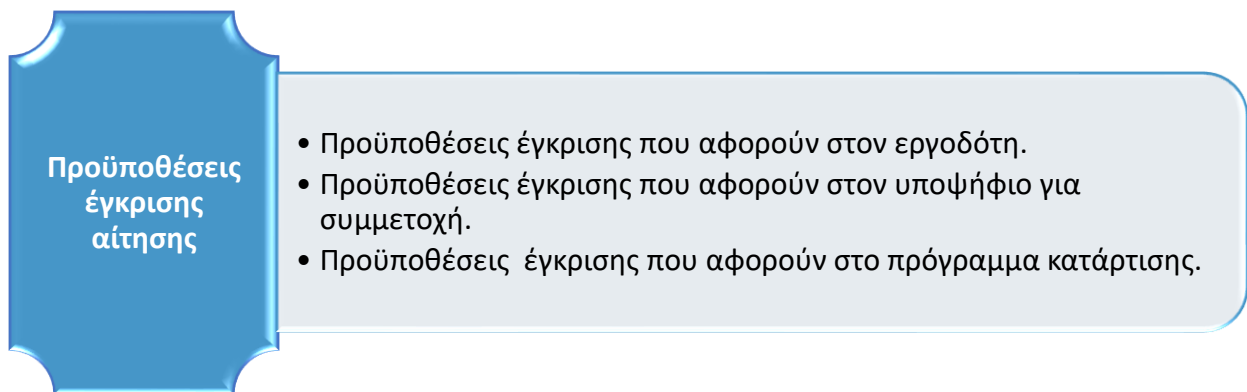 Προϋποθέσεις
έγκρισης
αίτησης
• Προϋποθέσεις έγκρισης που αφορούν στον εργοδότη.
• Προϋποθέσεις έγκρισης που αφορούν στον υποψήφιο για
συμμετοχή.
• Προϋποθέσεις έγκρισης που αφορούν στο πρόγραμμα κατάρτισης.